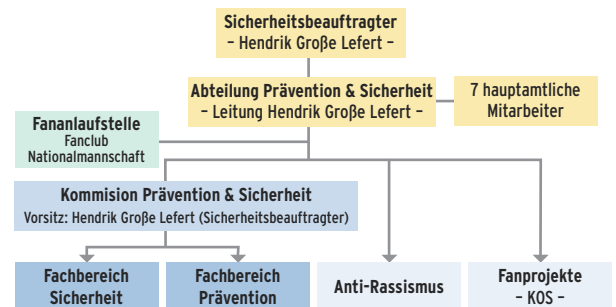 Sicherheitsbeauftragter
– Hendrik Große Lefert –
Abteilung Prävention & Sicherheit
– Leitung Hendrik Große Lefert –
7 hauptamtliche
Mitarbeiter
Fananlaufstelle
Fanclub
Nationalmannschaft
Kommision Prävention & Sicherheit
Vorsitz: Hendrik Große Lefert (Sicherheitsbeauftragter)
Fachbereich
Sicherheit
Fachbereich
Prävention
Anti-Rassismus
Fanprojekte
– KOS –